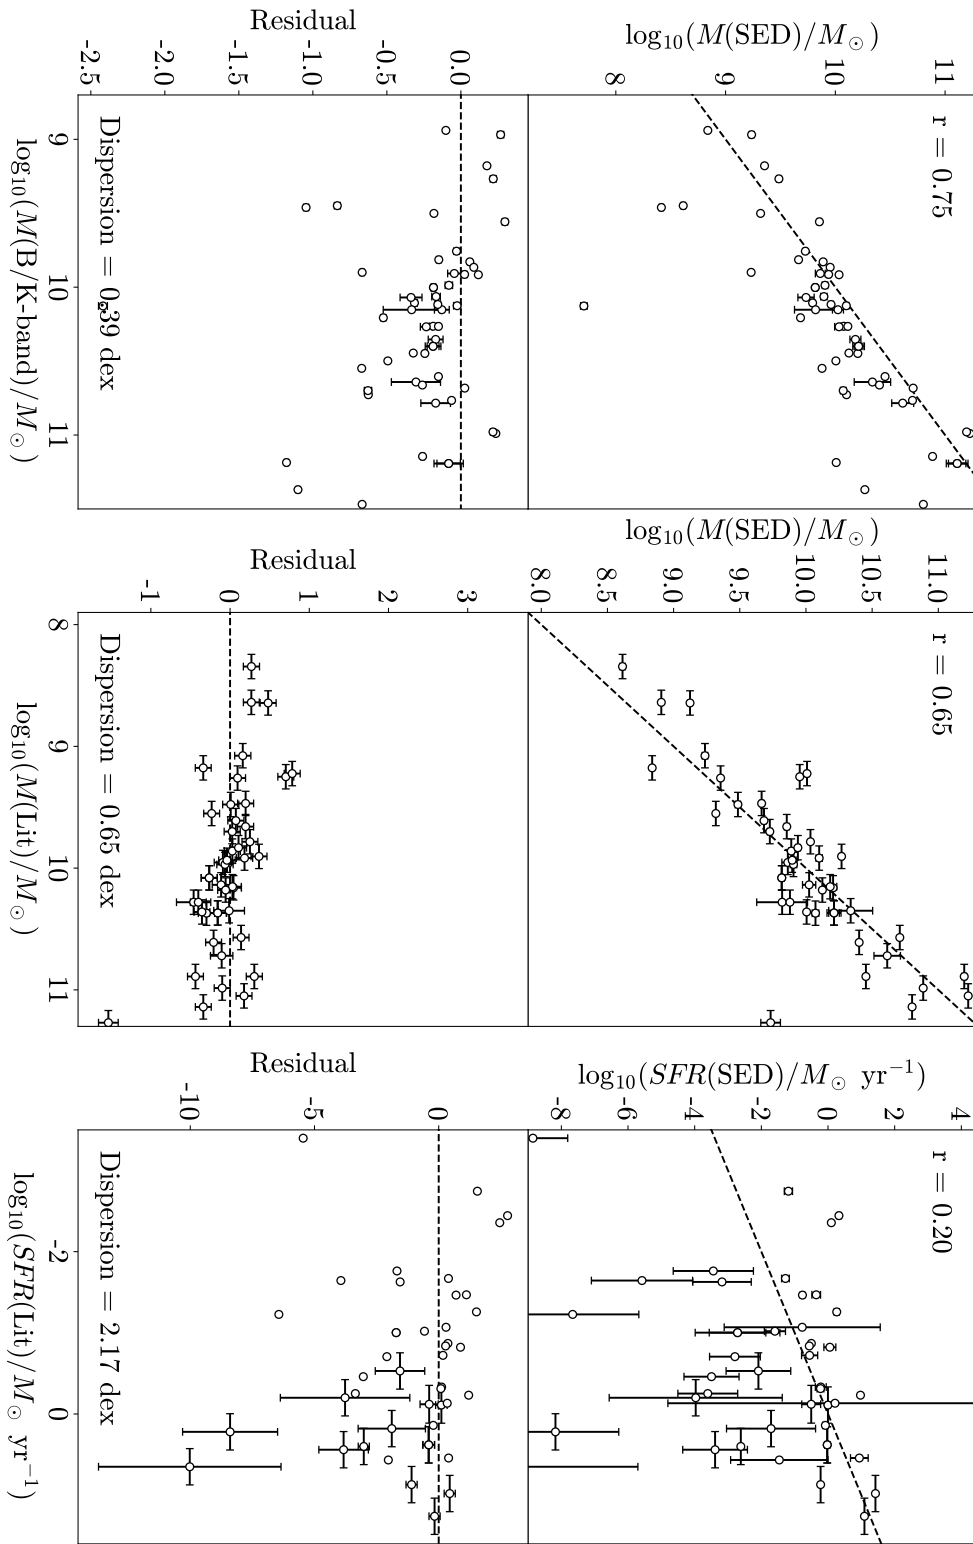 log₁₀(M(SED)/M☉)
8
9
10
11
r = 0.75
Residual
-2.5
-2.0
-1.5
-1.0
-0.5
0.0
Dispersion = 0.39 dex
9
10
11
log₁₀(M(B/K-band)/M☉)
log₁₀(M(SED)/M☉)
8.0
8.5
9.0
9.5
10.0
10.5
11.0
r = 0.65
Residual
-1
0
1
2
3
Dispersion = 0.65 dex
8
9
10
11
log₁₀(M(Lit)/M☉)
log₁₀(SFR(SED)/M☉ yr⁻¹)
-8
-6
-4
-2
0
2
4
r = 0.20
Residual
-10
-5
0
Dispersion = 2.17 dex
-2
0
log₁₀(SFR(Lit)/M☉ yr⁻¹)